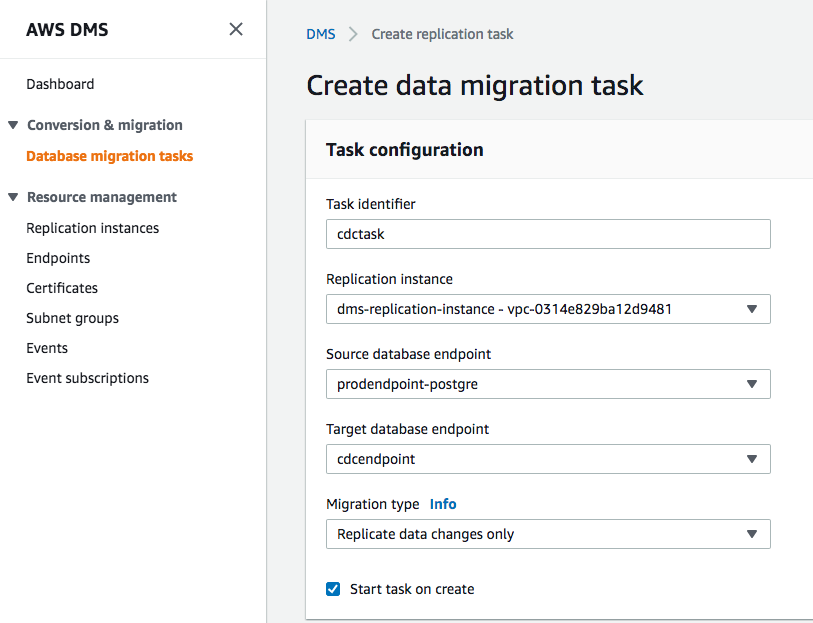 AWS DMS
Dashboard
Conversion & migration
Database migration tasks
Resource management
Replication instances
Endpoints
Certificates
Subnet groups
Events
Event subscriptions
DMS
Create replication task
Create data migration task
Task configuration
Task identifier
cdctask
Replication instance
dms-replication-instance - vpc-0314e829ba12d9481
Source database endpoint
prodendpoint-postgre
Target database endpoint
cdcendpoint
Migration type Info
Replicate data changes only
Start task on create